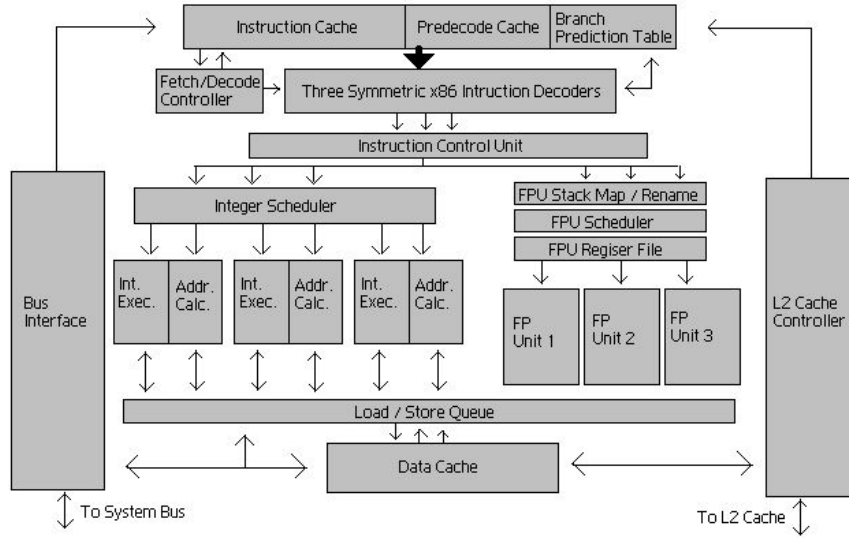 Instruction Cache
Predecode Cache
Branch
Prediction Table
Fetch/Decode
Controller
Three Symmetric x86 Intruction Decoders
Instruction Control Unit
Integer Scheduler
FPU Stack Map / Rename
FPU Scheduler
FPU Regiser File
Bus
Interface
Int.
Exec.
Addr.
Calc.
Int.
Exec.
Addr.
Calc.
Int.
Exec.
Addr.
Calc.
FP
Unit 1
FP
Unit 2
FP
Unit 3
L2 Cache
Controller
Load / Store Queue
Data Cache
To System Bus
To L2 Cache